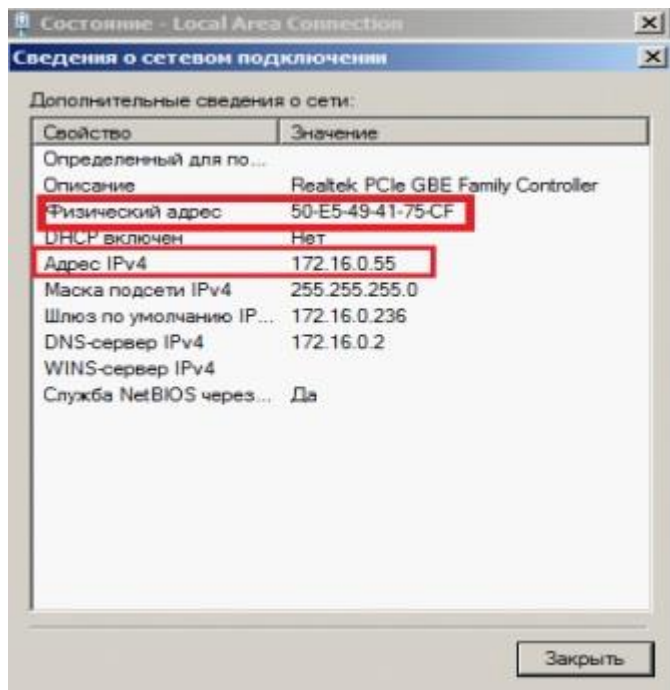 Состояние - Local Area Connection
Сведения о сетевом подключении
Дополнительные сведения о сети:
Свойство Значение
Определенный для по...
Описание Realtek PCIe GBE Family Controller
Физический адрес 50-E5-49-41-75-CF
DHCP включен Нет
Адрес IPv4 172.16.0.55
Маска подсети IPv4 255.255.255.0
Шлюз по умолчанию IP... 172.16.0.236
DNS-сервер IPv4 172.16.0.2
WINS-сервер IPv4
Служба NetBIOS через... Да
Закрыть